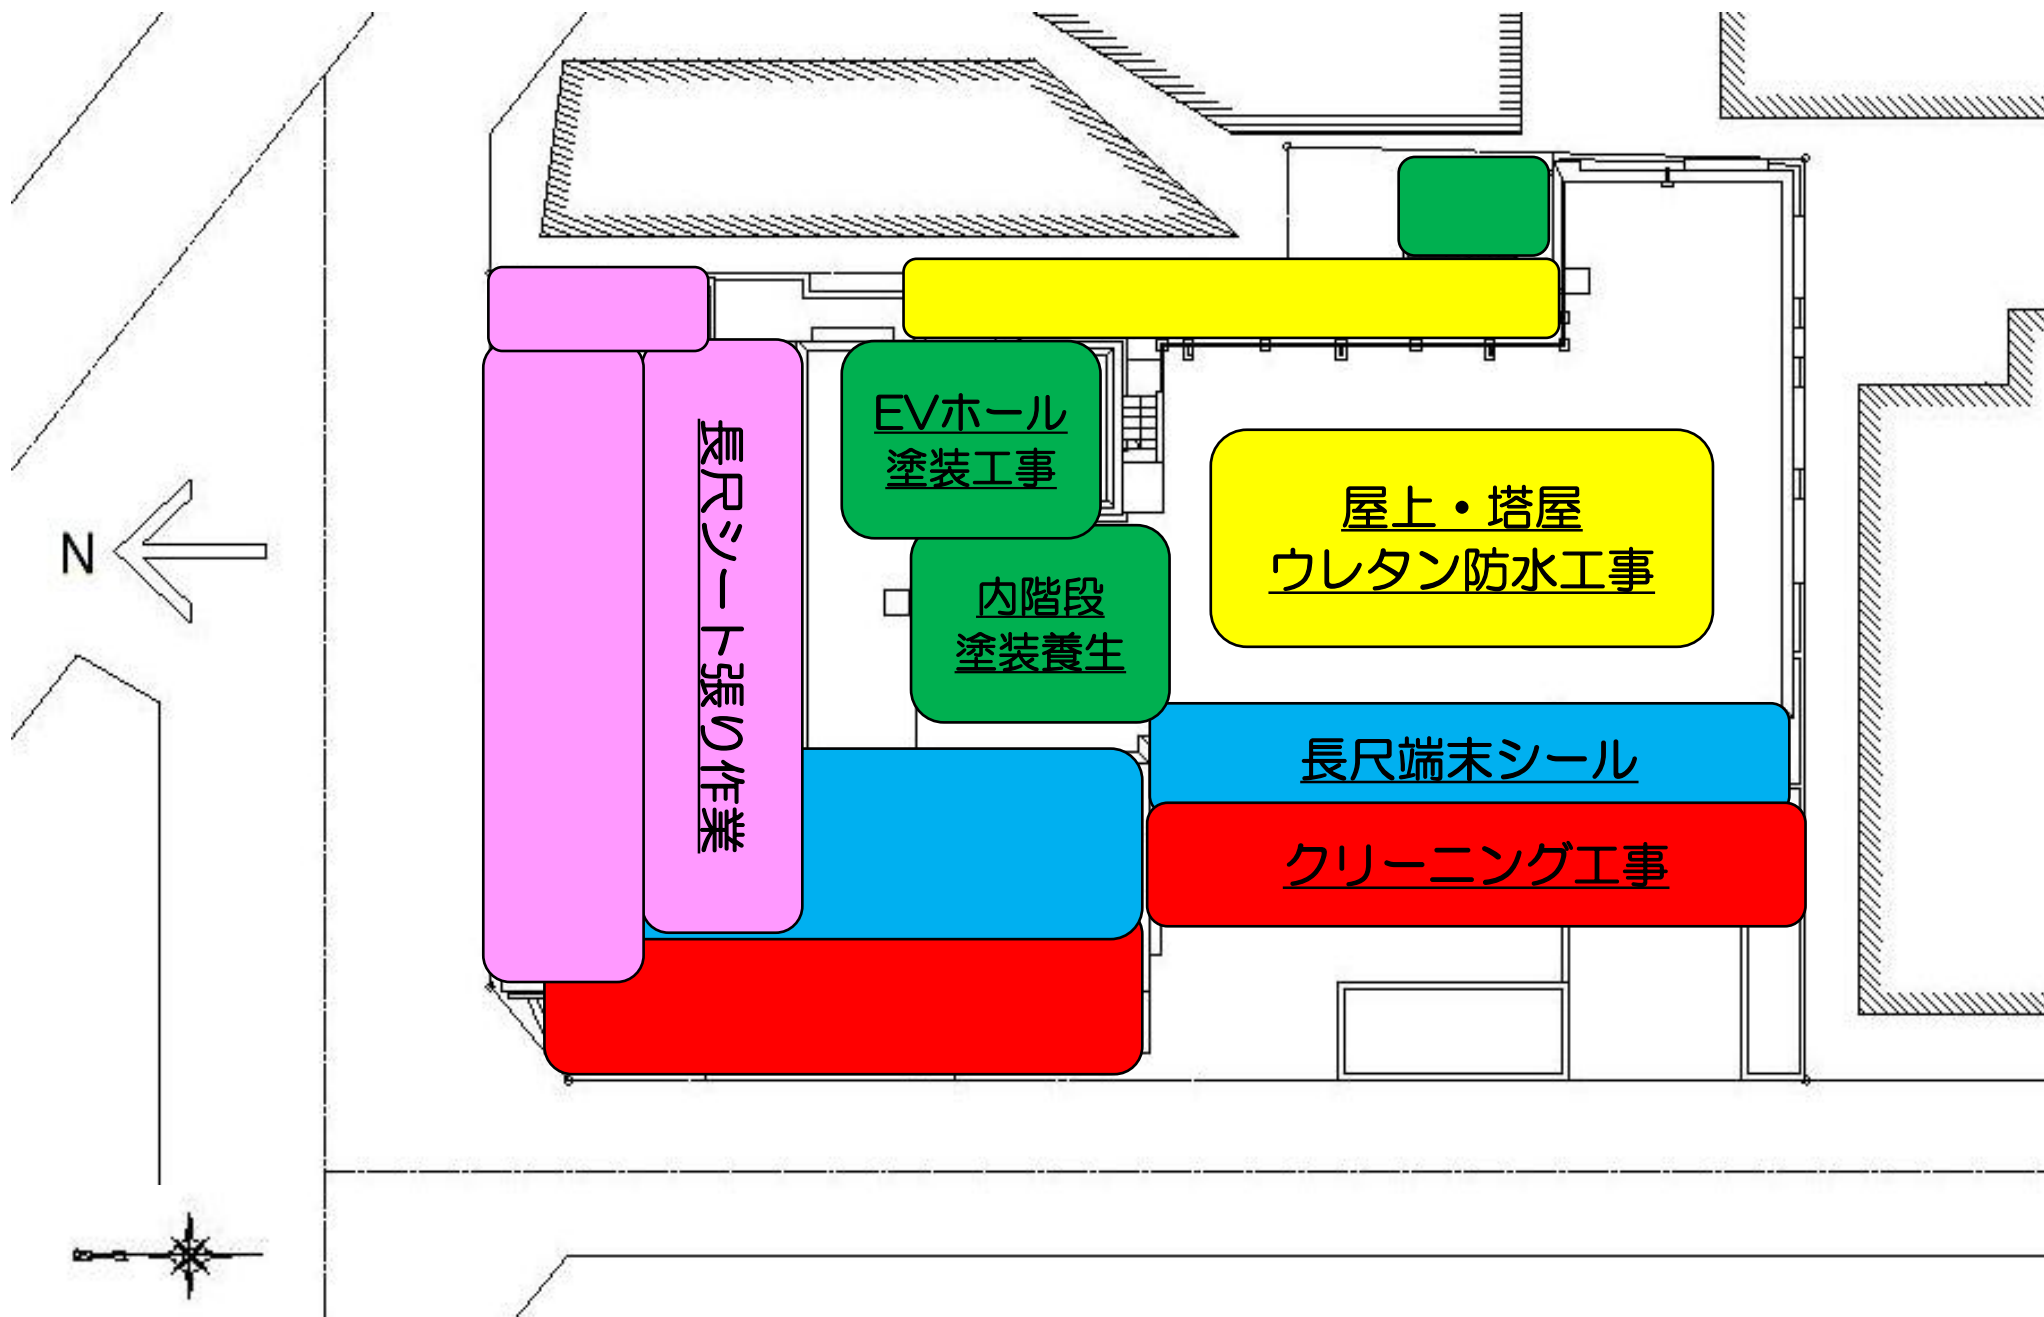 EVホール
塗装工事
長尺シート張り作業
屋上・塔屋
ウレタン防水工事
N
内階段
塗装養生
長尺端末シール
クリーニング工事